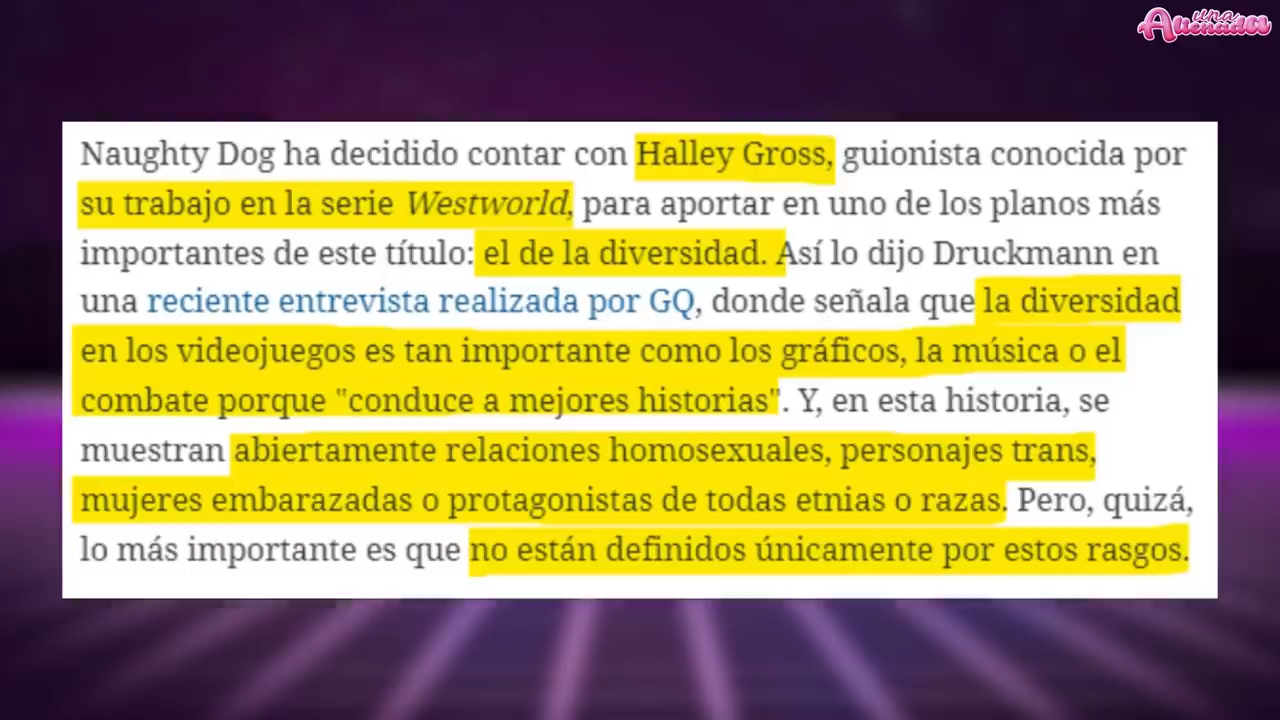 una
Alienada
Naughty Dog ha decidido contar con Halley Gross, guionista conocida por
su trabajo en la serie Westworld, para aportar en uno de los planos más
importantes de este título: el de la diversidad. Así lo dijo Druckmann en
una reciente entrevista realizada por GQ, donde señala que la diversidad
en los videojuegos es tan importante como los gráficos, la música o el
combate porque "conduce a mejores historias". Y, en esta historia, se
muestran abiertamente relaciones homosexuales, personajes trans,
mujeres embarazadas o protagonistas de todas etnias o razas. Pero, quizá,
lo más importante es que no están definidos únicamente por estos rasgos.